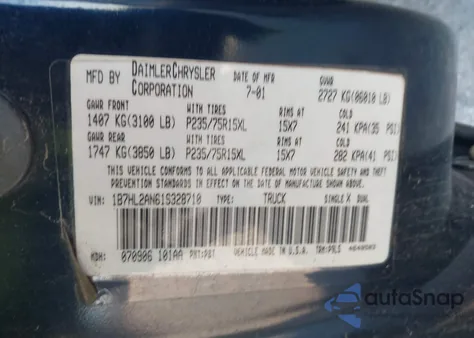 MFD BY DAIMLERCHRYSLER CORPORATION DATE OF MFR 7-01 GVWR 2727 KG(06010 LB)
GAWR FRONT WITH TIRES RIMS AT COLD
1407 KG(3100 LB) P235/75R15XL 15X7 241 KPA(35 PSI)
GAWR REAR WITH TIRES RIMS AT COLD
1747 KG(3850 LB) P235/75R15XL 15X7 282 KPA(41 PSI)
THIS VEHICLE CONFORMS TO ALL APPLICABLE FEDERAL MOTOR VEHICLE SAFETY AND
STANDARDS IN EFFECT ON THE DATE OF MANUFACTURE SHOWN ABOVE.
VIN: 1B7HL2AN61S328710 TYPE: TRUCK SINGLE X DUAL
MDH: 070906 101AA PNT: VEHICLE MADE IN U.S.A.
autoSnap